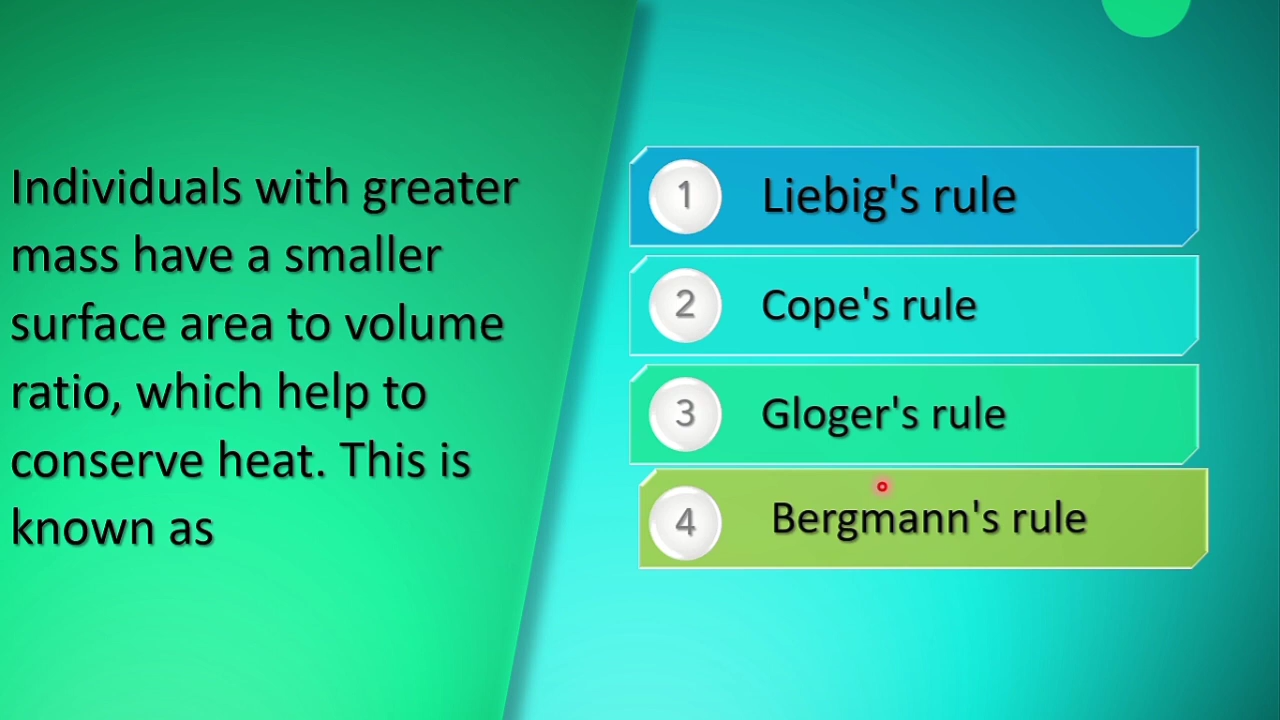 Individuals with greater
mass have a smaller
surface area to volume
ratio, which help to
conserve heat. This is
known as
1 Liebig's rule
2 Cope's rule
3 Gloger's rule
4 Bergmann's rule